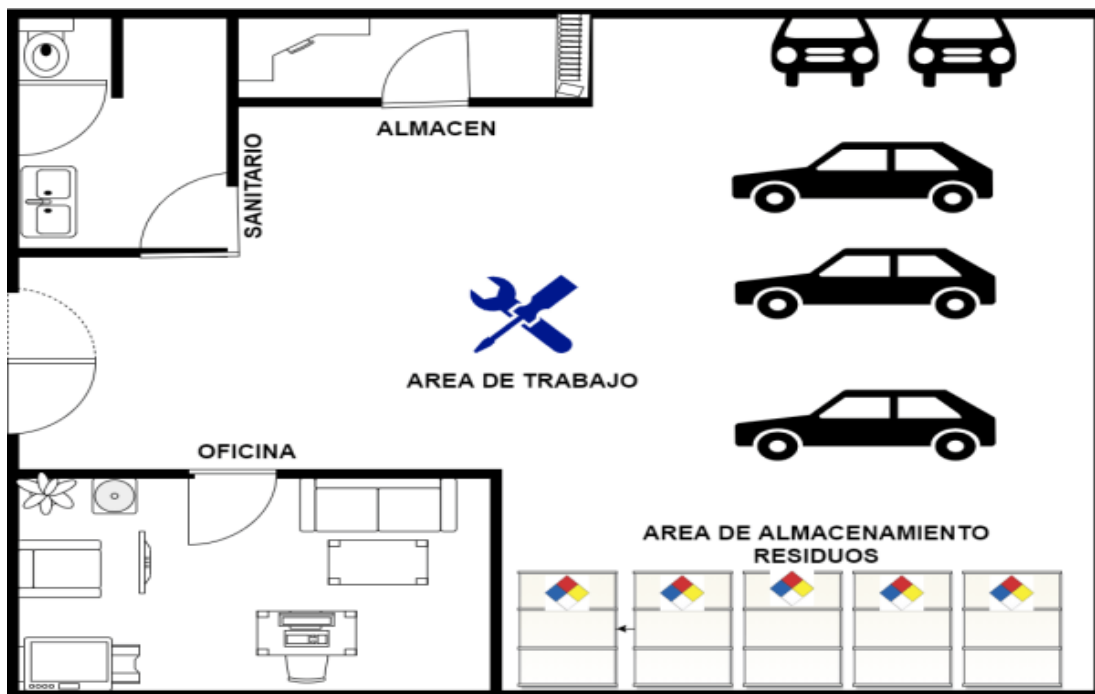 ALMACEN
SANITARIO
AREA DE TRABAJO
OFICINA
AREA DE ALMACENAMIENTO
RESIDUOS